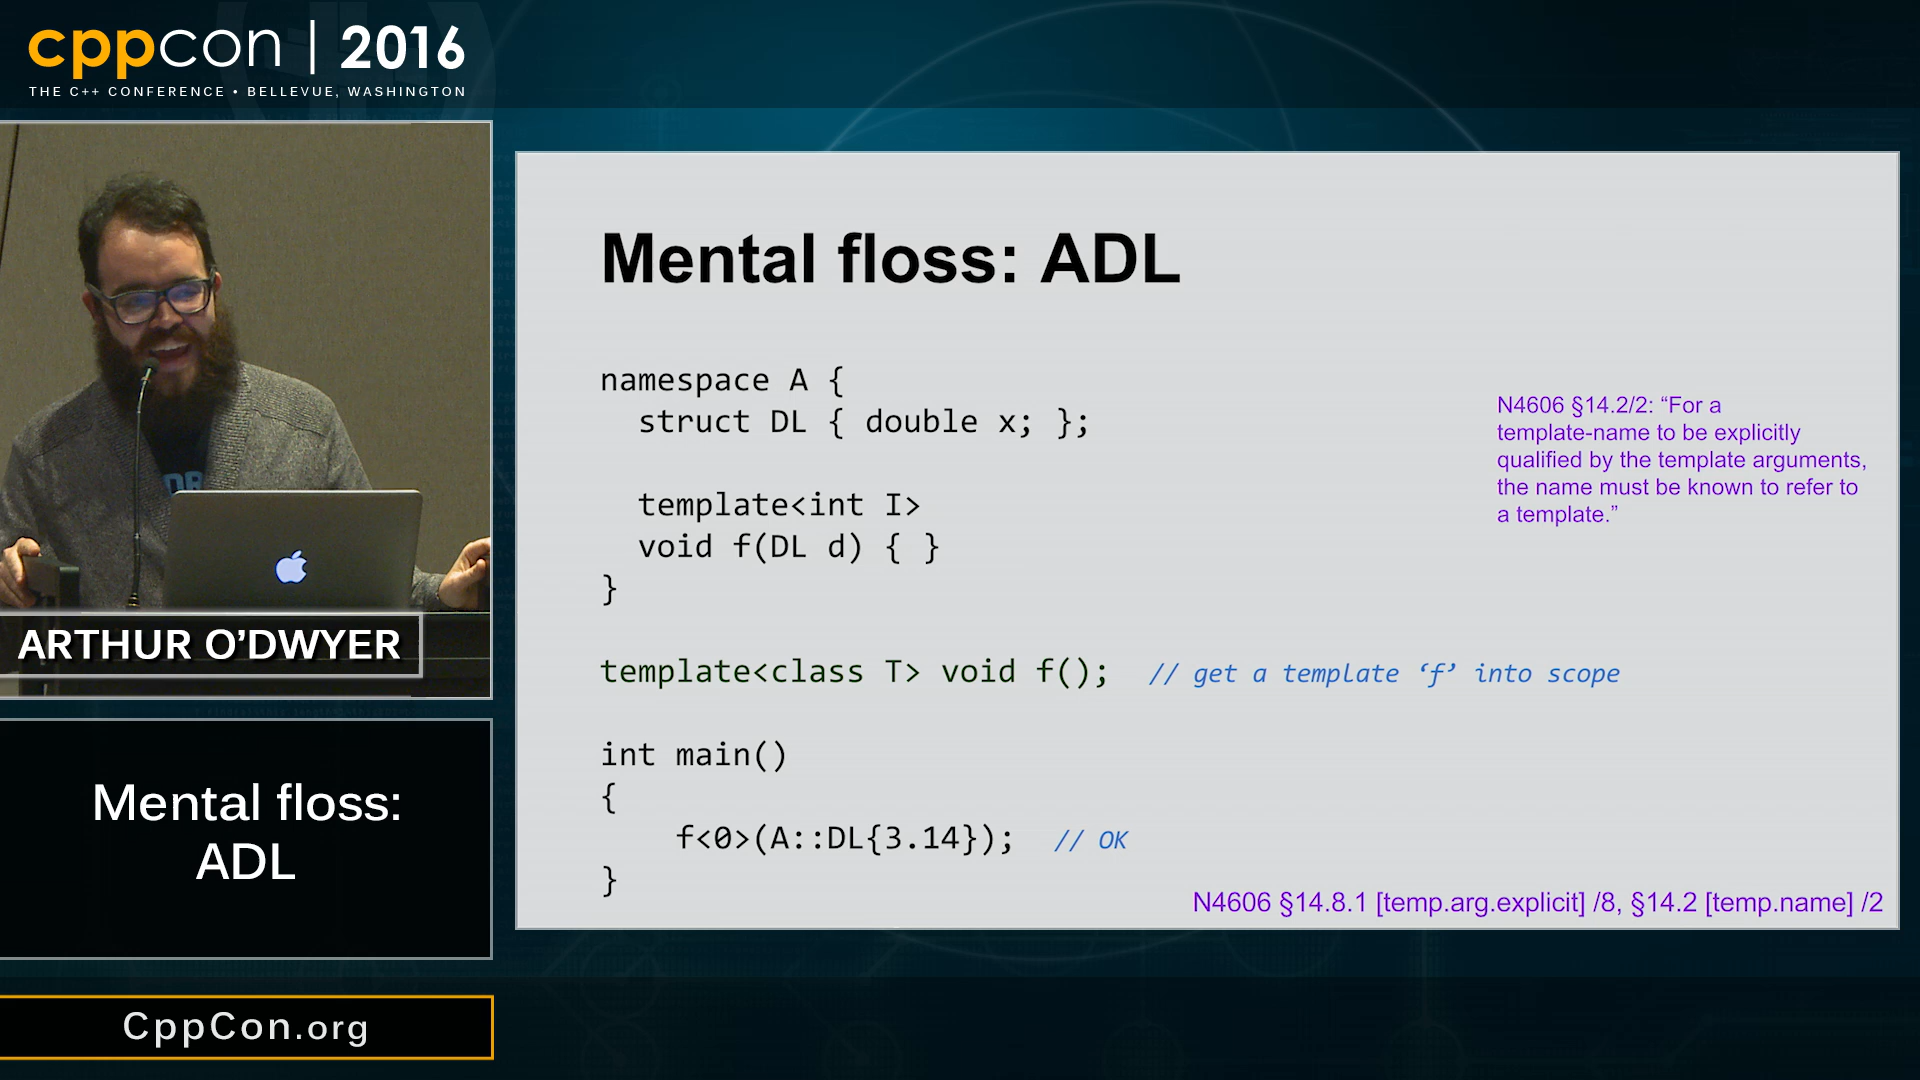 cppcon | 2016
THE C++ CONFERENCE • BELLEVUE, WASHINGTON
ARTHUR O’DWYER
Mental floss:
ADL
CppCon.org
Mental floss: ADL
namespace A {
  struct DL { double x; };
  template<int I>
  void f(DL d) { }
}
template<class T> void f();  // get a template ‘f’ into scope
int main()
{
    f<0>(A::DL{3.14});  // OK
}
N4606 §14.2/2: “For a
template-name to be explicitly
qualified by the template arguments,
the name must be known to refer to
a template.”
N4606 §14.8.1 [temp.arg.explicit] /8, §14.2 [temp.name] /2